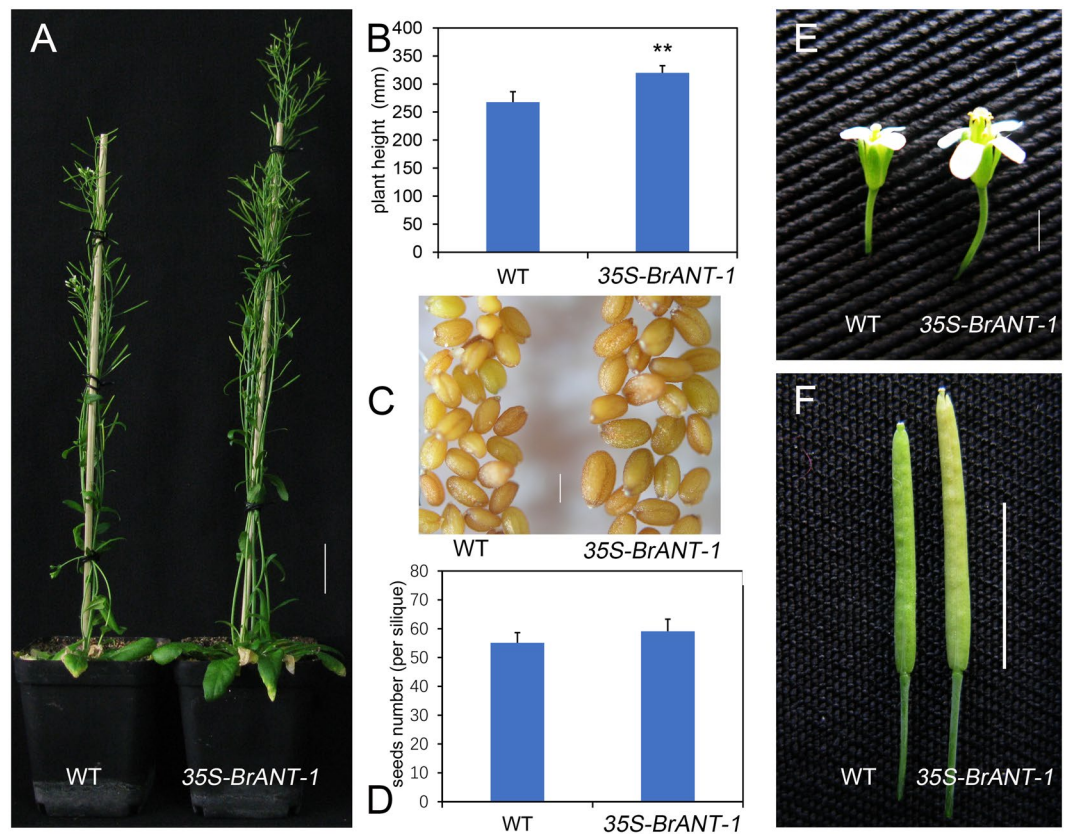 A
WT
35S-BrANT-1
B
plant height (mm)
400
350
300
250
200
150
100
50
0
**
WT
35S-BrANT-1
C
WT
35S-BrANT-1
D
seeds number (per silique)
80
70
60
50
40
30
20
10
0
WT
35S-BrANT-1
E
WT
35S-BrANT-1
F
WT
35S-BrANT-1